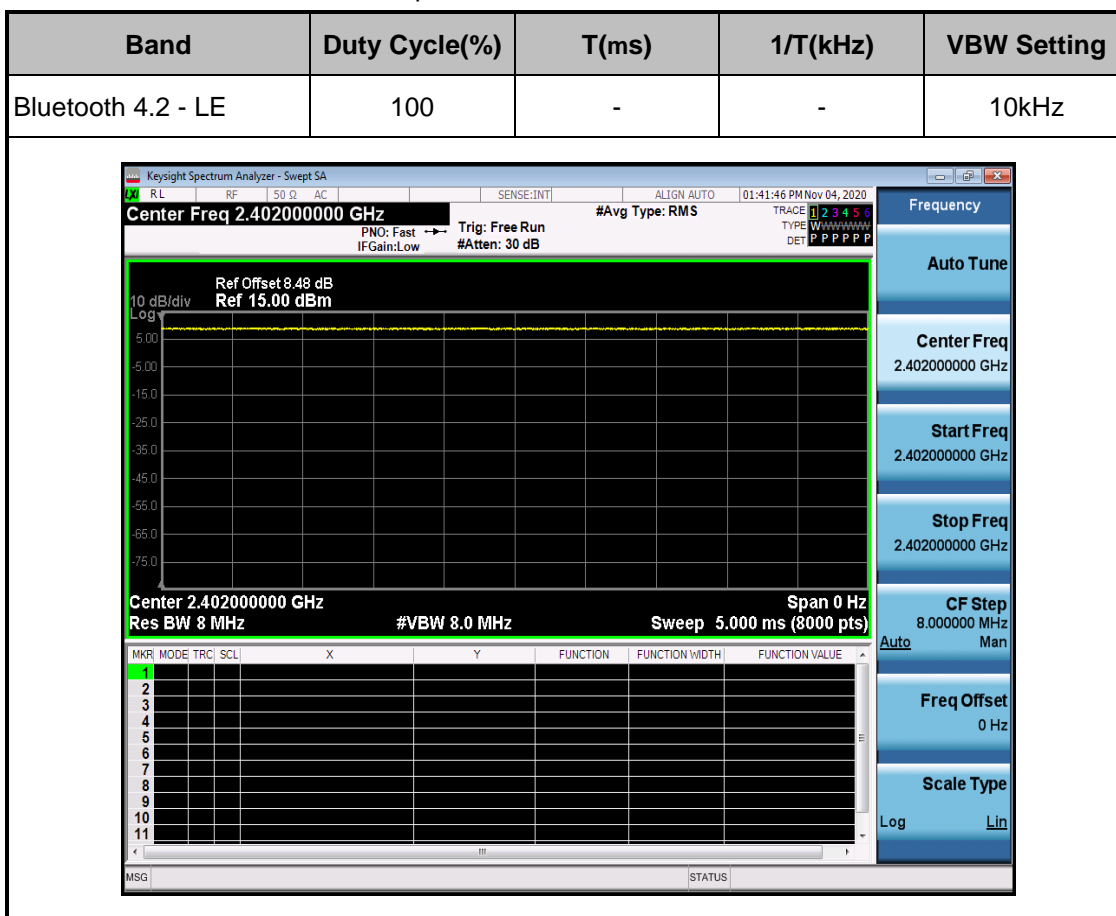 Band Duty Cycle(%) T(ms) 1/T(kHz) VBW Setting
Bluetooth 4.2 - LE 100 - - 10kHz
Keysight Spectrum Analyzer - Swept SA
LXI RL RF 50 Ω AC SENSE:INT ALIGN AUTO 01:41:46 PM Nov 04, 2020
Center Freq 2.402000000 GHz #Avg Type: RMS TRACE 1 2 3 4 5 6
PNO: Fast Trig: Free Run TYPE WWWWWW
IFGain:Low #Atten: 30 dB DET P P P P P P
Ref Offset 8.48 dB
10 dB/div Ref 15.00 dBm
Log
5.00
-5.00
-15.0
-25.0
-35.0
-45.0
-55.0
-65.0
-75.0
Center 2.402000000 GHz Span 0 Hz
Res BW 8 MHz #VBW 8.0 MHz Sweep 5.000 ms (8000 pts)
MKR MODE TRC SCL X Y FUNCTION FUNCTION WIDTH FUNCTION VALUE
1
2
3
4
5
6
7
8
9
10
11
MSG STATUS
Frequency
Auto Tune
Center Freq
2.402000000 GHz
Start Freq
2.402000000 GHz
Stop Freq
2.402000000 GHz
CF Step
8.000000 MHz
Auto Man
Freq Offset
0 Hz
Scale Type
Log Lin